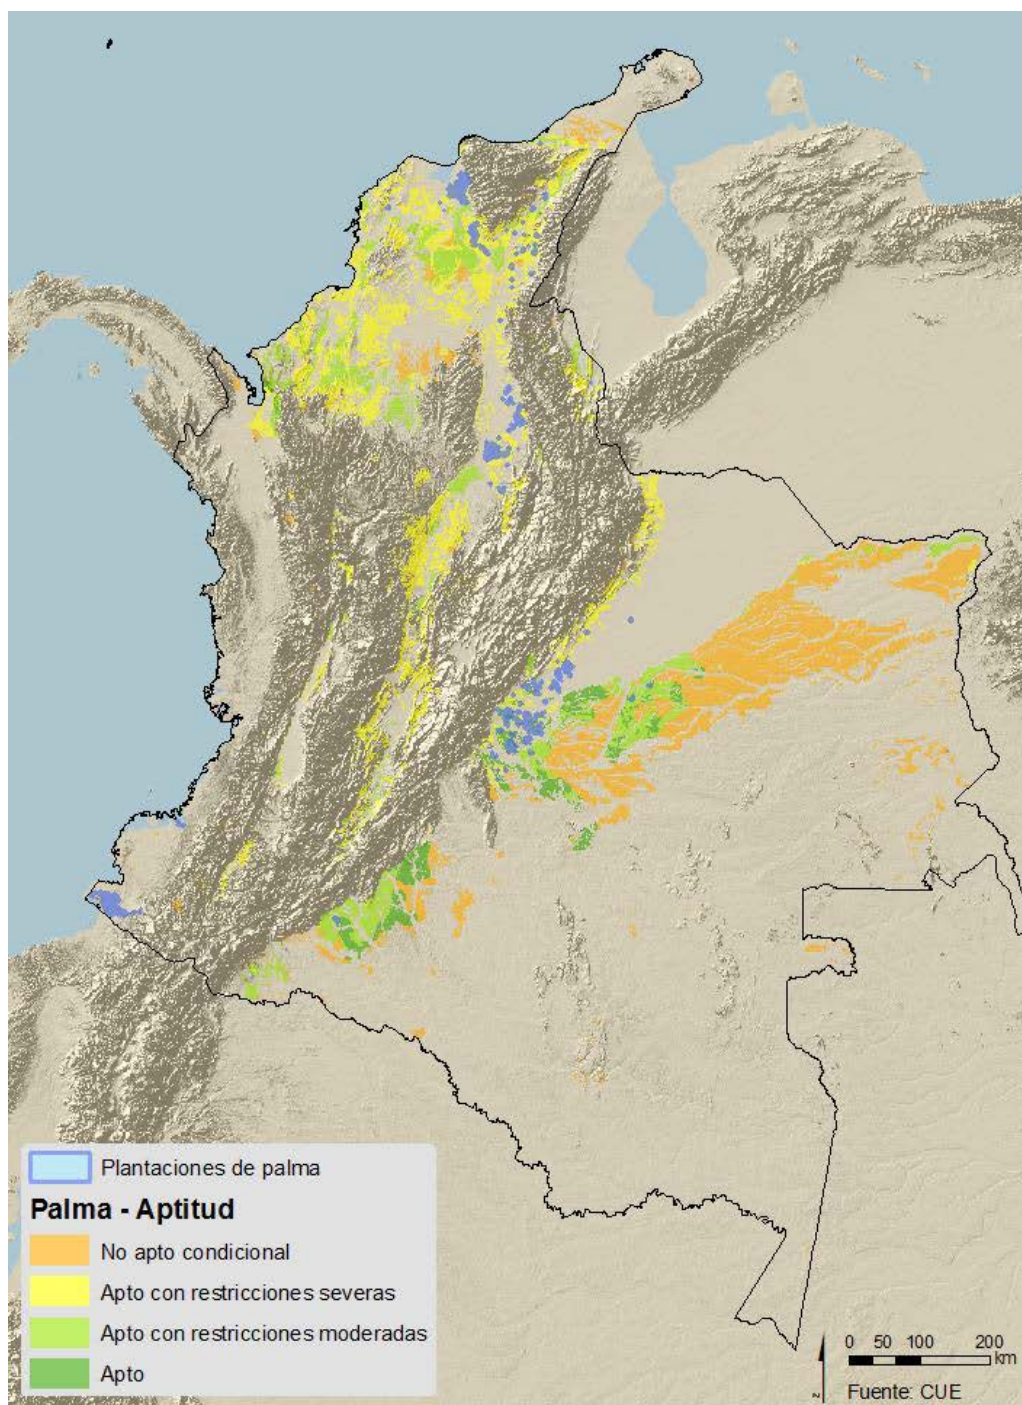 Plantaciones de palma
Palma - Aptitud
No apto condicional
Apto con restricciones severas
Apto con restricciones moderadas
Apto
0 50 100 200
km
N
Fuente: CUE